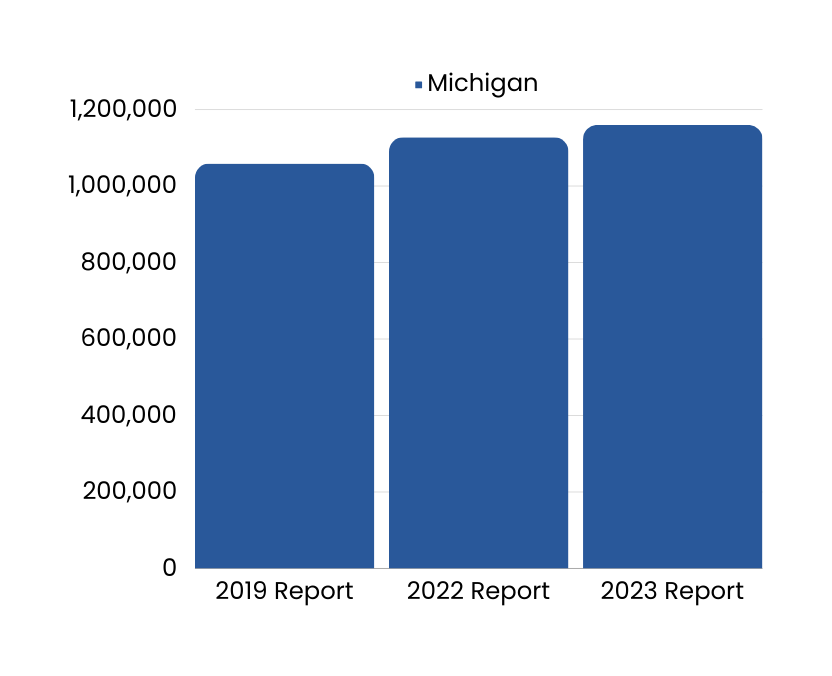 Michigan
1,200,000
1,000,000
800,000
600,000
400,000
200,000
0
2019 Report
2022 Report
2023 Report